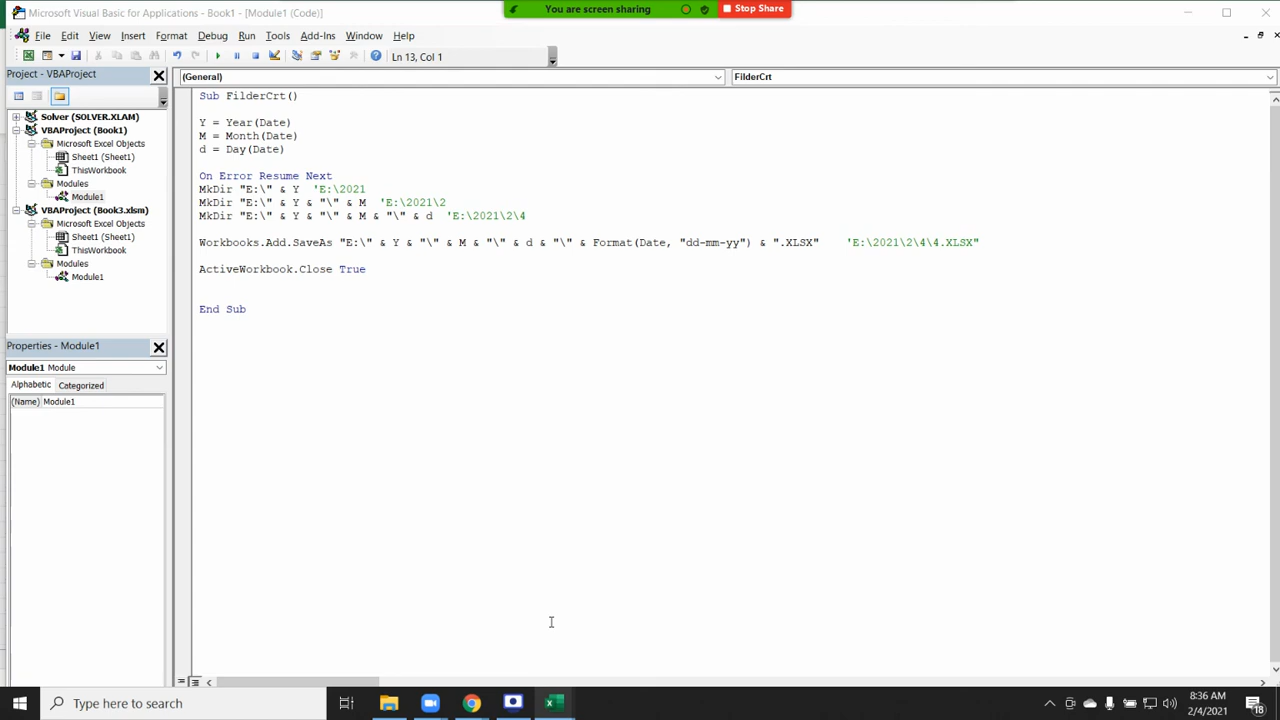 Microsoft Visual Basic for Applications - Book1 - [Module1 (Code)]
You are screen sharing
Stop Share
File Edit View Insert Format Debug Run Tools Add-Ins Window Help
Ln 13, Col 1
Project - VBAProject
(General)
FilderCrt
Solver (SOLVER.XLAM)
VBAProject (Book1)
Microsoft Excel Objects
Sheet1 (Sheet1)
ThisWorkbook
Modules
Module1
VBAProject (Book3.xlsm)
Microsoft Excel Objects
Sheet1 (Sheet1)
ThisWorkbook
Modules
Module1
Sub FilderCrt()
Y = Year(Date)
M = Month(Date)
d = Day(Date)
On Error Resume Next
MkDir "E:\" & Y 'E:\2021
MkDir "E:\" & Y & "\" & M 'E:\2021\2
MkDir "E:\" & Y & "\" & M & "\" & d 'E:\2021\2\4
Workbooks.Add.SaveAs "E:\" & Y & "\" & M & "\" & d & "\" & Format(Date, "dd-mm-yy") & ".XLSX" 'E:\2021\2\4\4.XLSX"
ActiveWorkbook.Close True
End Sub
Properties - Module1
Module1 Module
Alphabetic Categorized
(Name) Module1
Type here to search
8:36 AM
2/4/2021
18